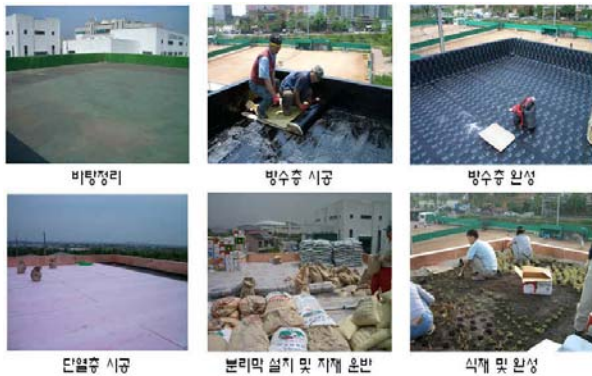 바탕정리
방수층 시공
방수층 완성
단열층 시공
분리막 설치 및 자재 운반
식재 및 완성